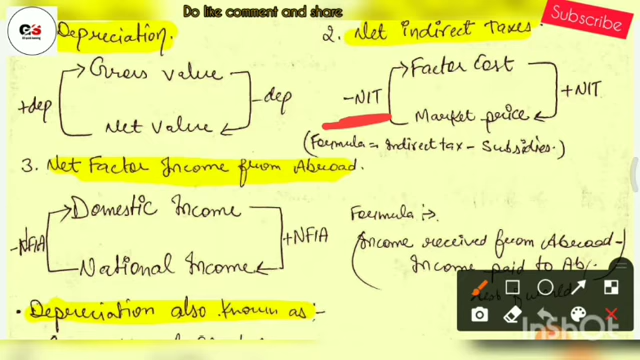 Do like comment and share
Subscribe
Depreciation.
Gross value
+dep
-dep
Net value
2. Net indirect Taxes.
Factor Cost
-NIT
+NIT
Market price
(Formula = Indirect tax - Subsidies.)
3. Net Factor Income from Abroad.
Domestic Income
-NFIA
+NFIA
National Income
Formula :-
Income received from Abroad -
Income paid to Ab
• Depreciation also known as :-
InShot